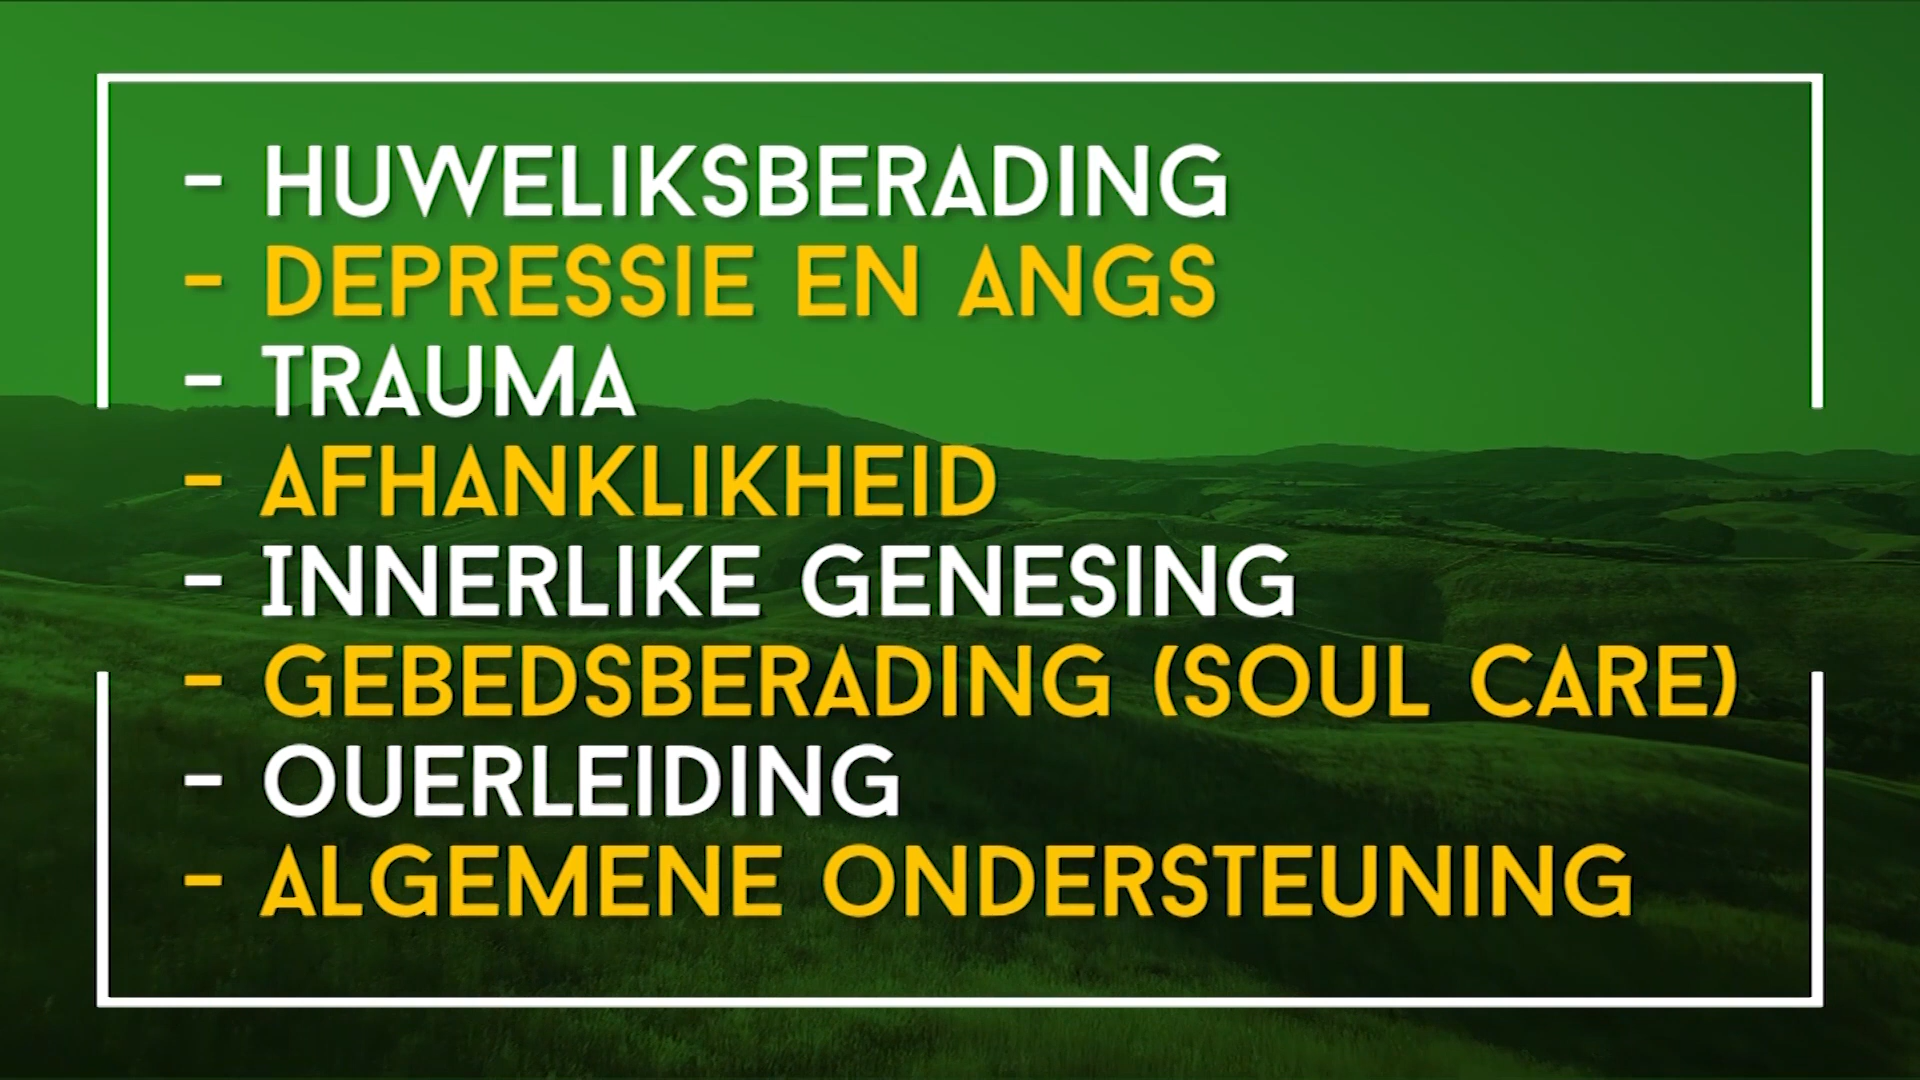 - HUWELIKSBERADING
- DEPRESSIE EN ANGS
- TRAUMA
- AFHANKLIKHEID
- INNERLIKE GENESING
- GEBEDSBERADING (SOUL CARE)
- OUERLEIDING
- ALGEMENE ONDERSTEUNING